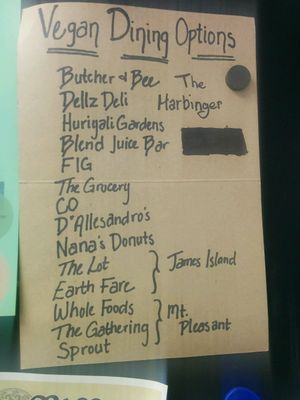 Vegan Dining Options
Butcher & Bee
Dellz Deli
Huriyali Gardens
Blend Juice Bar
FIG
The Grocery
CO
D'Allesandro's
Nana's Donuts
The Lot
Earth Fare
James Island
Whole Foods
The Gathering
Sprout
Mt.
Pleasant
The
Harbinger